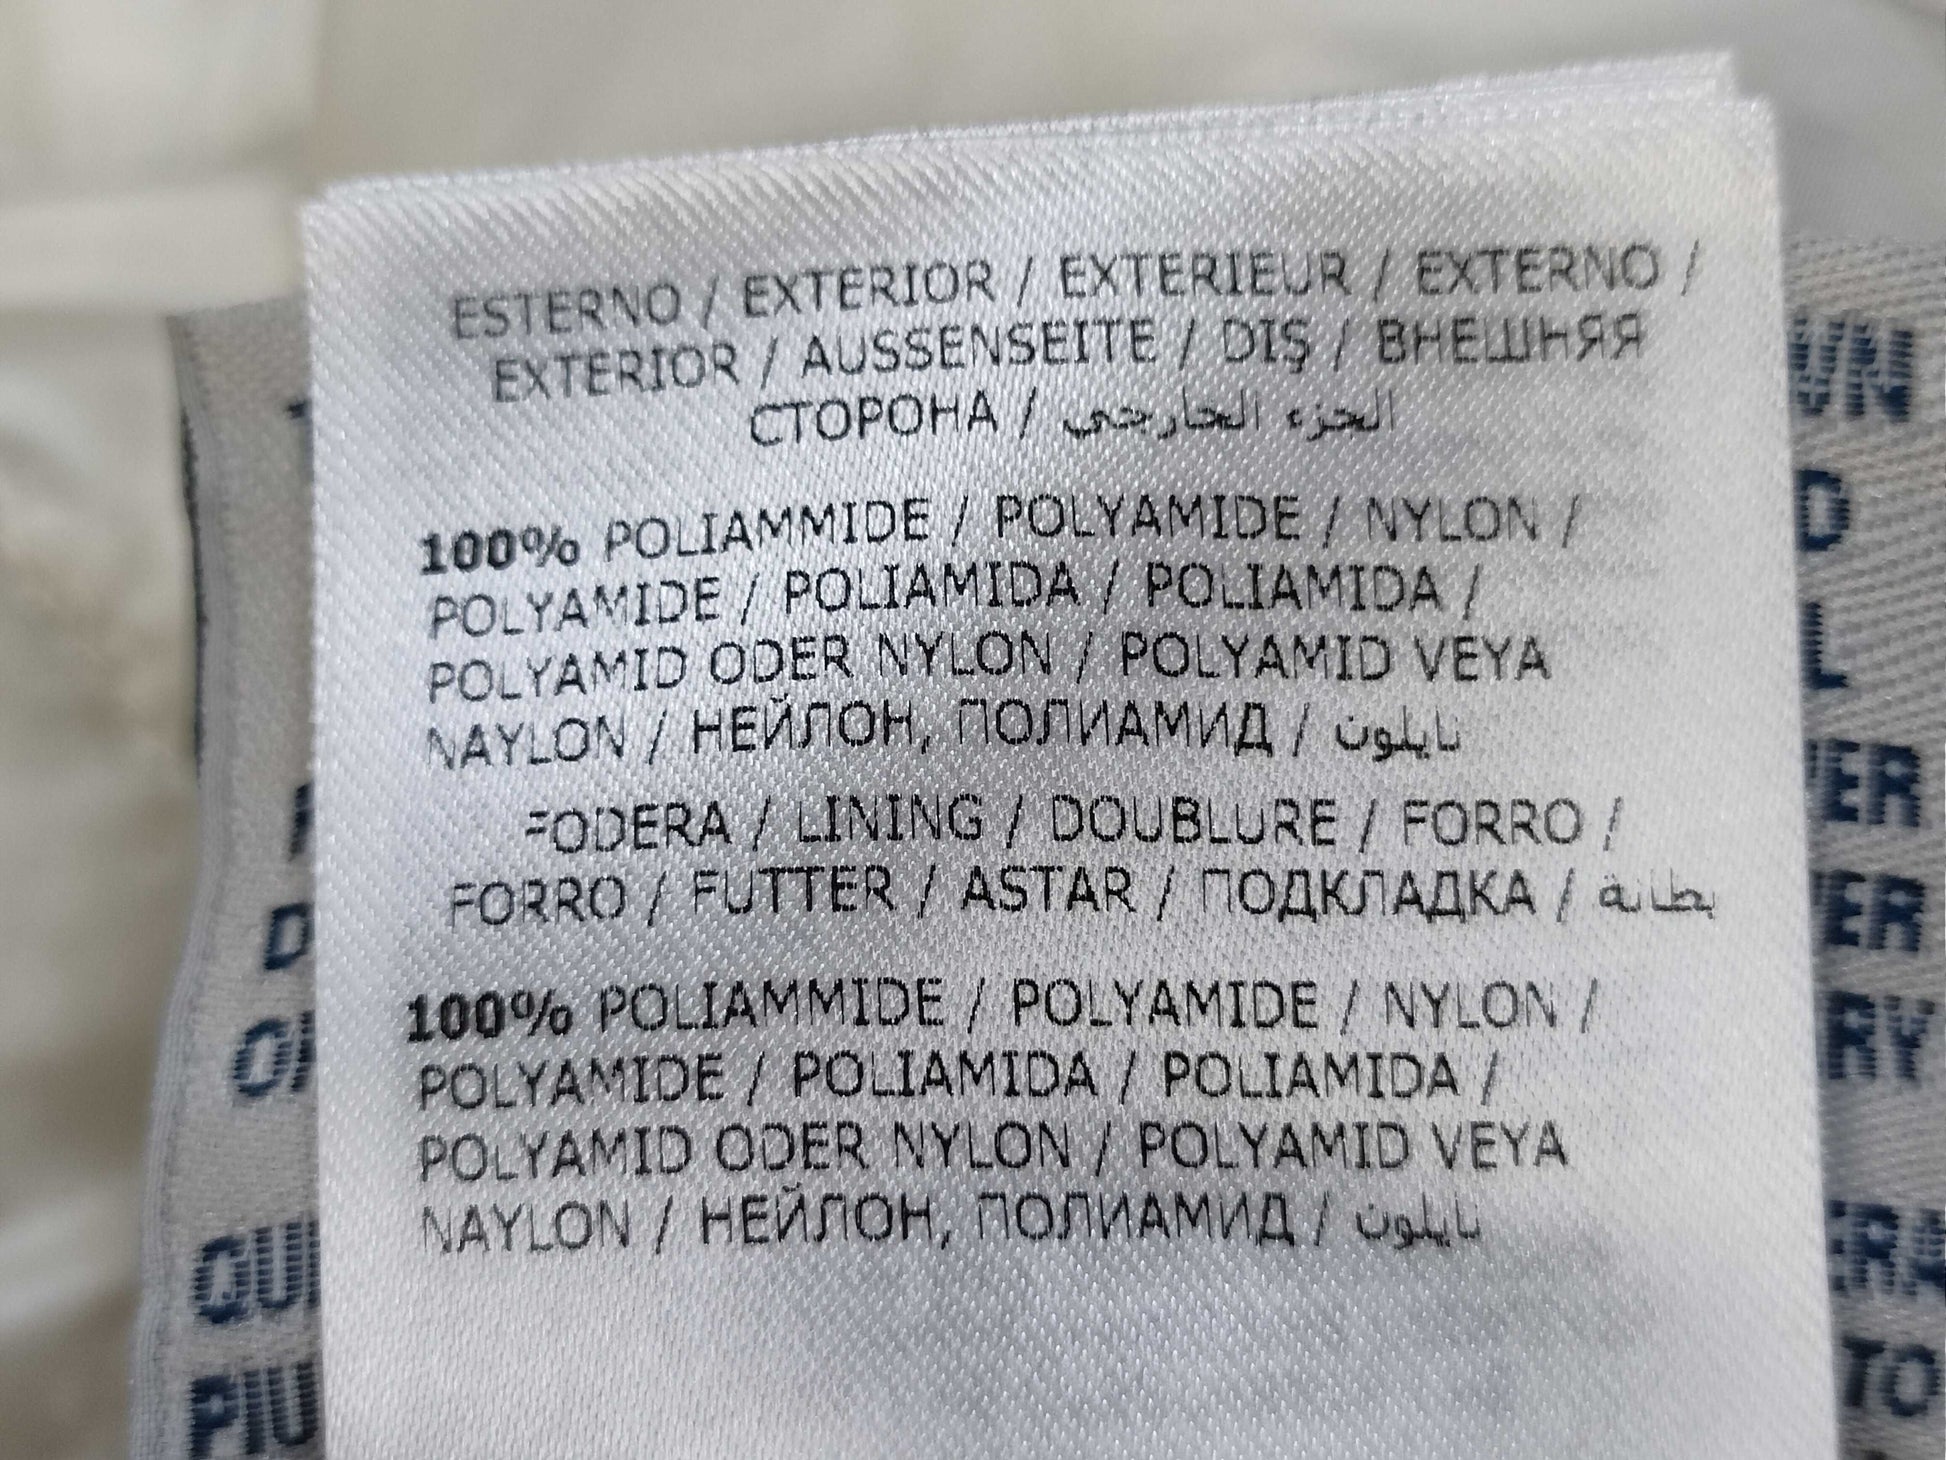 ESTERNO / EXTERIOR / EXTERIEUR / EXTERNO /
EXTERIOR / AUSSENSEITE / DIŞ / ВНЕШНЯЯ
СТОРОНА / الجزء الخارجي
100% POLIAMMIDE / POLYAMIDE / NYLON /
POLYAMIDE / POLIAMIDA / POLIAMIDA /
POLYAMID ODER NYLON / POLYAMID VEYA
NAYLON / НЕЙЛОН, ПОЛИАМИД / نايلون
FODERA / LINING / DOUBLURE / FORRO /
FORRO / FUTTER / ASTAR / ПОДКЛАДКА / بطانة
100% POLIAMMIDE / POLYAMIDE / NYLON /
POLYAMIDE / POLIAMIDA / POLIAMIDA /
POLYAMID ODER NYLON / POLYAMID VEYA
NAYLON / НЕЙЛОН, ПОЛИАМИД / نايلون